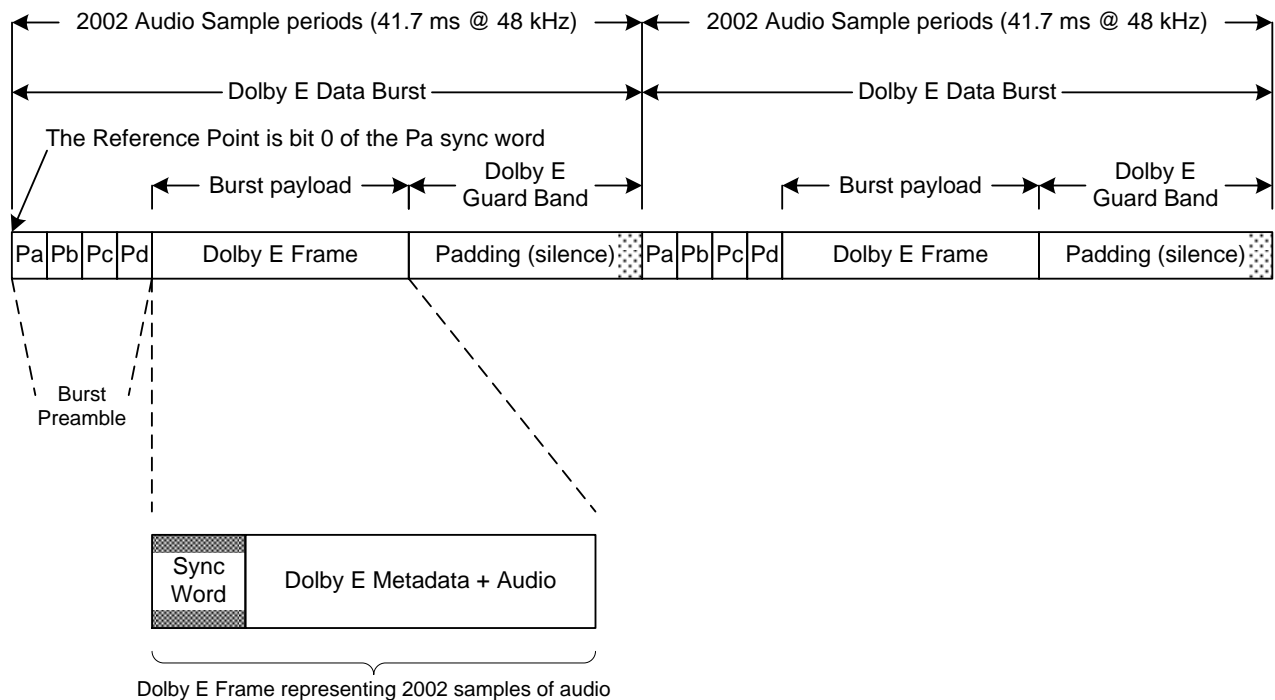 2002 Audio Sample periods (41.7 ms @ 48 kHz) 2002 Audio Sample periods (41.7 ms @ 48 kHz)
Dolby E Data Burst Dolby E Data Burst
The Reference Point is bit 0 of the Pa sync word
Burst payload Dolby E Guard Band Burst payload Dolby E Guard Band
Pa Pb Pc Pd Dolby E Frame Padding (silence) Pa Pb Pc Pd Dolby E Frame Padding (silence)
Burst
Preamble
Sync
Word
Dolby E Metadata + Audio
Dolby E Frame representing 2002 samples of audio